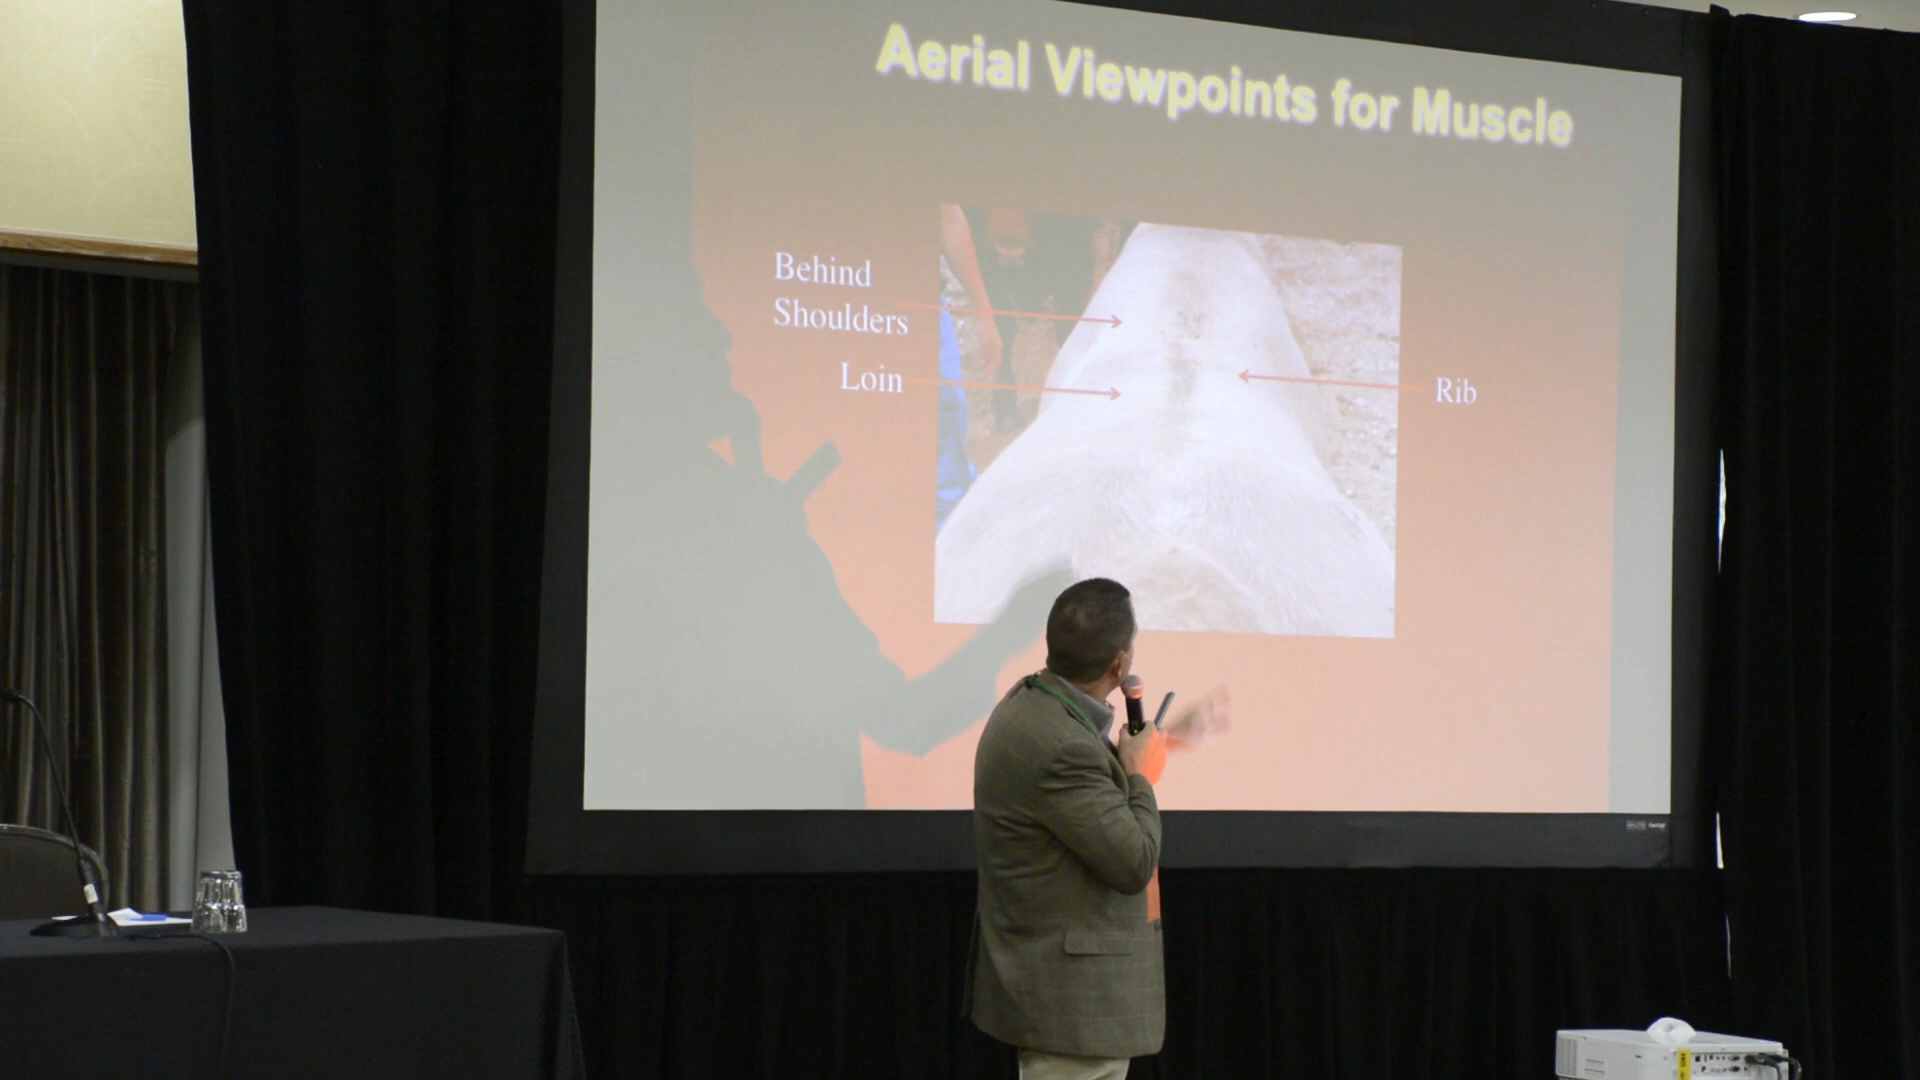 Aerial Viewpoints for Muscle
Behind
Shoulders
Loin
Rib